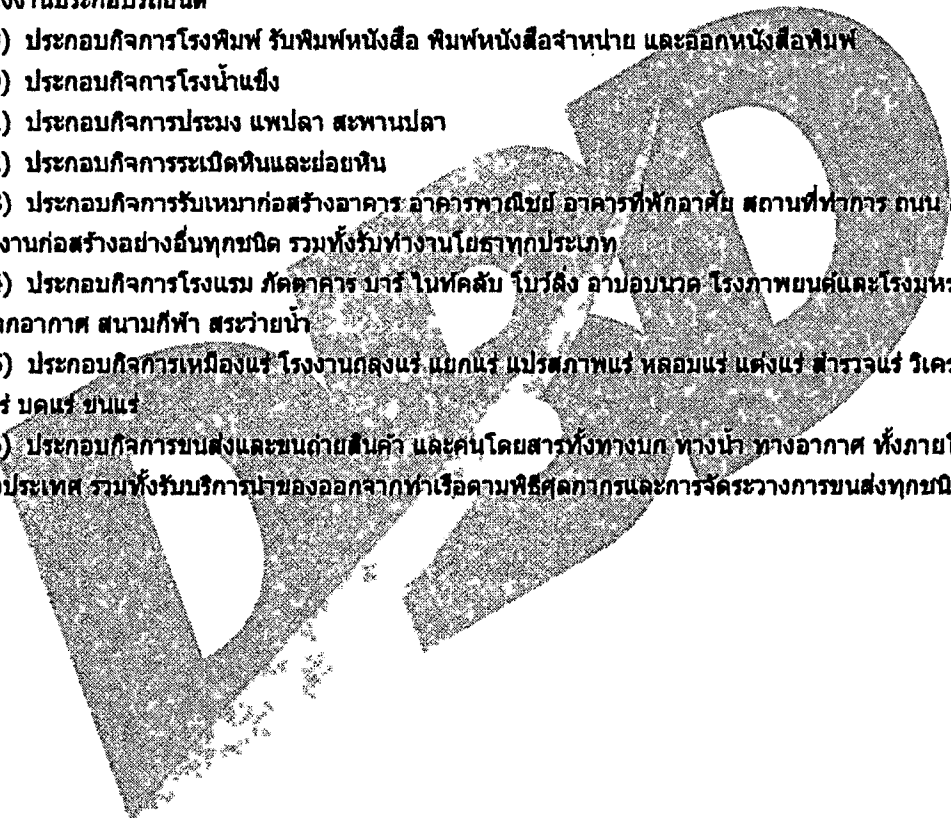 งงานประกอบรถยนต์
) ประกอบกิจการโรงพิมพ์ รับพิมพ์หนังสือ พิมพ์หนังสือจำหน่าย และออกหนังสือพิมพ์
) ประกอบกิจการโรงน้ำแข็ง
) ประกอบกิจการประมง แพปลา สะพานปลา
) ประกอบกิจการระเบิดหินและย่อยหิน
) ประกอบกิจการรับเหมาก่อสร้างอาคาร อาคารพาณิชย์ อาคารที่พักอาศัย สถานที่ทำการ ถนน
งานก่อสร้างอย่างอื่นทุกชนิด รวมทั้งรับทำงานโยธาทุกประเภท
) ประกอบกิจการโรงแรม ภัตตาคาร บาร์ ไนท์คลับ โบว์ลิ่ง อาบอบนวด โรงภาพยนต์และโรงมหร
กอากาศ สนามกีฬา สระว่ายน้ำ
5) ประกอบกิจการเหมืองแร่ โรงงานถลุงแร่ แยกแร่ แปรสภาพแร่ หลอมแร่ แต่งแร่ สำรวจแร่ วิเคร
ร่ บดแร่ ขนแร่
) ประกอบกิจการขนส่งและขนถ่ายสินค้า และคนโดยสารทั้งทางบก ทางน้ำ ทางอากาศ ทั้งภายใ
งประเทศ รวมทั้งรับบริการนำของออกจากท่าเรือตามพิธีศุลกากรและการจัดระวางการขนส่งทุกชนิ
DBD